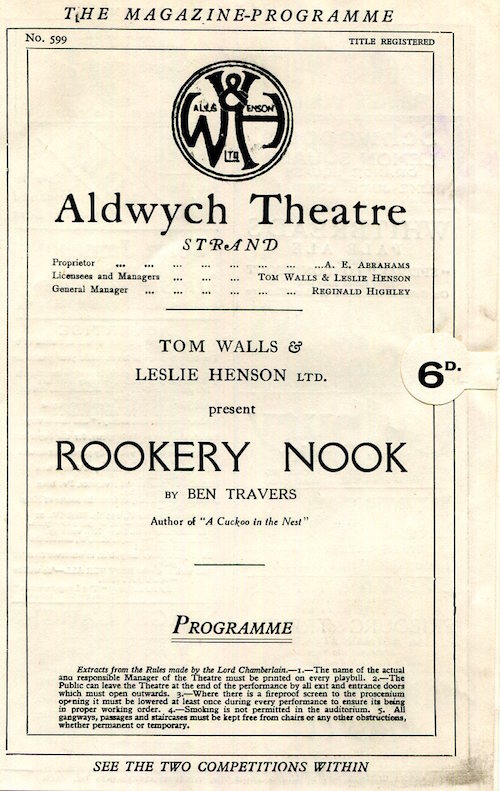 THE MAGAZINE-PROGRAMME
No. 599
TITLE REGISTERED
WALLS & HENSON
LTD
Aldwych Theatre
STRAND
Proprietor ... ... ... ... ... ... ... ...A. E. ABRAHAMS
Licensees and Managers ... ... ... TOM WALLS & LESLIE HENSON
General Manager ... ... ... ... ... ... REGINALD HIGHLEY
TOM WALLS &
LESLIE HENSON LTD.
present
6D.
ROOKERY NOOK
BY BEN TRAVERS
Author of "A Cuckoo in the Nest"
PROGRAMME
Extracts from the Rules made by the Lord Chamberlain.—1.—The name of the actual
and responsible Manager of the Theatre must be printed on every playbill. 2.—The
Public can leave the Theatre at the end of the performance by all exit and entrance doors
which must open outwards. 3.—Where there is a fireproof screen to the proscenium
opening it must be lowered at least once during every performance to ensure its being
in proper working order. 4.—Smoking is not permitted in the auditorium. 5. All
gangways, passages and staircases must be kept free from chairs or any other obstructions,
whether permanent or temporary.
SEE THE TWO COMPETITIONS WITHIN